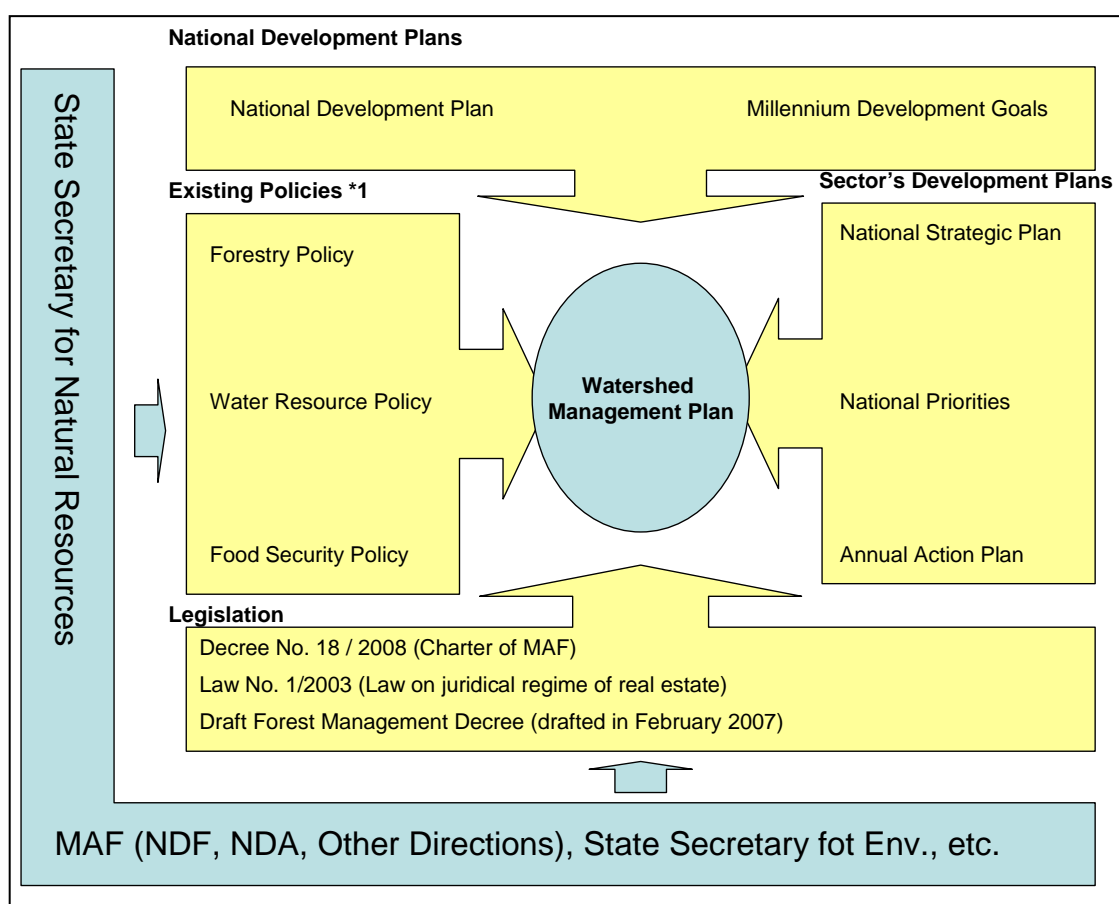 National Development Plans
National Development Plan
Millennium Development Goals
State Secretary for Natural Resources
Existing Policies *1
Forestry Policy
Water Resource Policy
Food Security Policy
Watershed
Management Plan
Sector’s Development Plans
National Strategic Plan
National Priorities
Annual Action Plan
Legislation
Decree No. 18 / 2008 (Charter of MAF)
Law No. 1/2003 (Law on juridical regime of real estate)
Draft Forest Management Decree (drafted in February 2007)
MAF (NDF, NDA, Other Directions), State Secretary fot Env., etc.